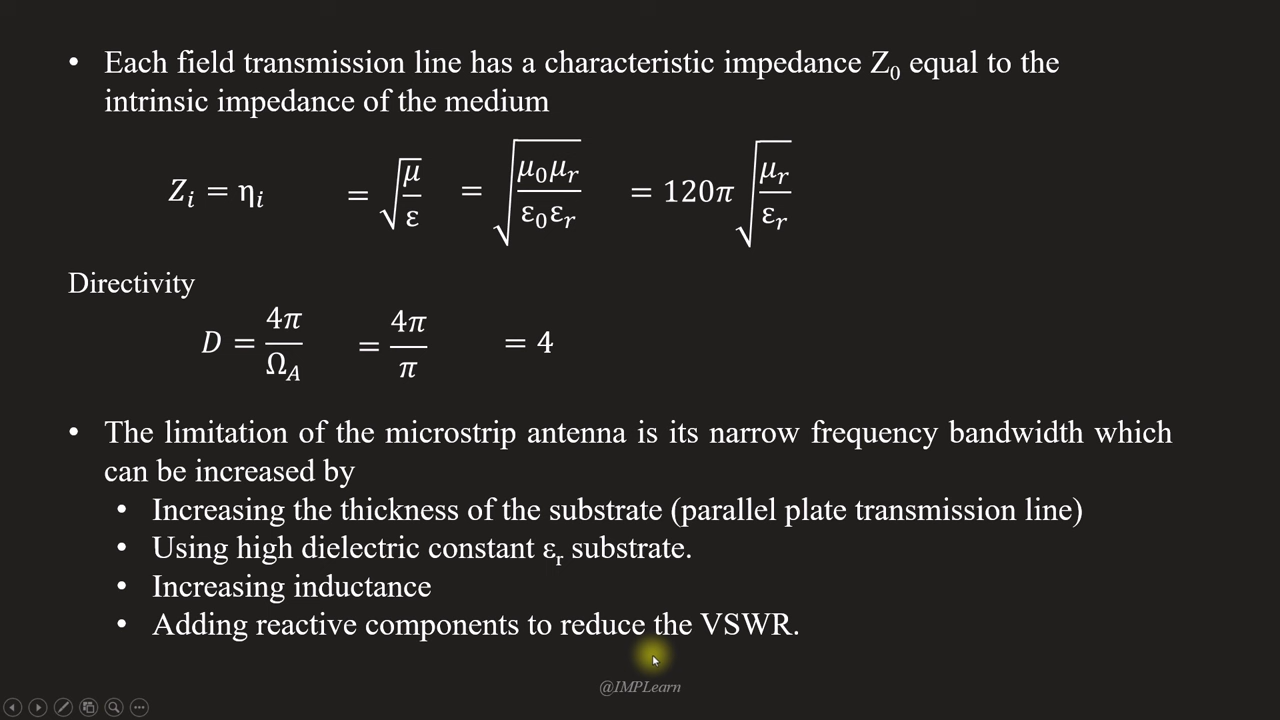 • Each field transmission line has a characteristic impedance Z₀ equal to the
intrinsic impedance of the medium
Zᵢ = ηᵢ = √(μ/ε) = √(μ₀μᵣ/ε₀εᵣ) = 120π √(μᵣ/εᵣ)
Directivity
D = 4π/Ω_A = 4π/π = 4
• The limitation of the microstrip antenna is its narrow frequency bandwidth which
can be increased by
• Increasing the thickness of the substrate (parallel plate transmission line)
• Using high dielectric constant εᵣ substrate.
• Increasing inductance
• Adding reactive components to reduce the VSWR.
@IMPLearn